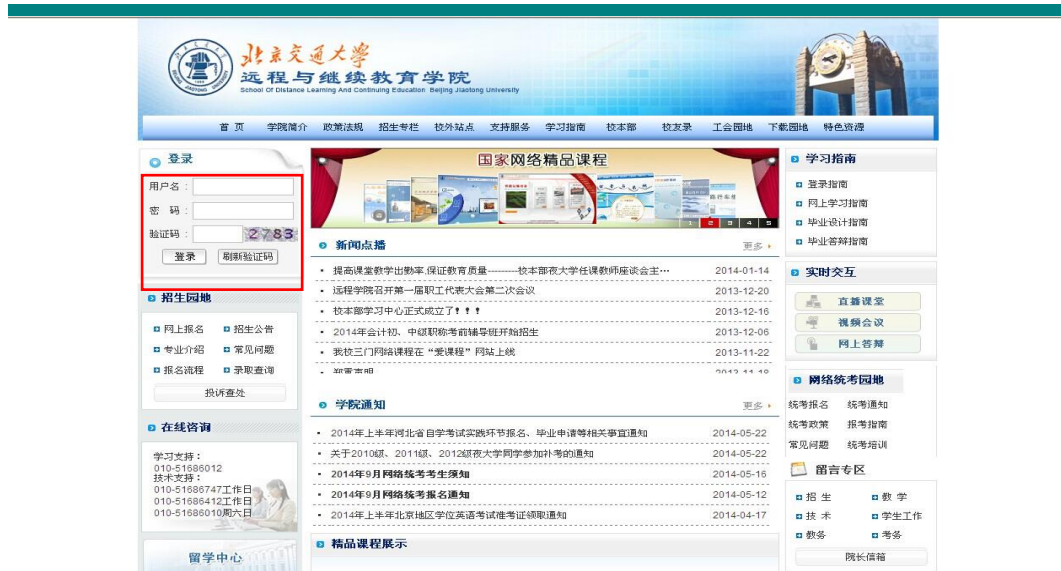 北京交通大学
远程与继续教育学院
School Of Distance Learning And Continuing Education Beijing Jiaotong University
首 页 学院简介 政策法规 招生专栏 校外站点 支持服务 学习指南 校本部 校友录 工会园地 下载园地 特色资源
登录
用户名：
密 码：
验证码： 2783
登录 刷新验证码
招生园地
网上报名 招生公告
专业介绍 常见问题
报名流程 录取查询
投诉查处
在线咨询
学习支持：
010-51686012
技术支持：
010-51686747工作日
010-51686412工作日
010-51686010周六日
留学中心
国家网络精品课程
1 2 3 4 5
新闻点播 更多
提高课堂教学出勤率,保证教育质量---------校本部夜大学任课教师座谈会主… 2014-01-14
远程学院召开第一届职工代表大会第二次会议 2013-12-20
校本部学习中心正式成立了！！！ 2013-12-16
2014年会计初、中级职称考前辅导班开始招生 2013-12-06
我校三门网络课程在“爱课程”网站上线 2013-11-22
郑重声明 2013-11-18
学院通知 更多
2014年上半年河北省自学考试实践环节报名、毕业申请等相关事宜通知 2014-05-22
关于2010级、2011级、2012级夜大学同学参加补考的通知 2014-05-22
2014年9月网络统考考生须知 2014-05-16
2014年9月网络统考报名通知 2014-05-12
2014年上半年北京地区学位英语考试准考证领取通知 2014-04-17
精品课程展示
学习指南
登录指南
网上学习指南
毕业设计指南
毕业答辩指南
实时交互
直播课堂
视频会议
网上答辩
网络统考园地
统考报名 统考通知
统考政策 报考指南
常见问题 统考培训
留言专区
招 生 教 学
技 术 学生工作
教务 考务
院长信箱